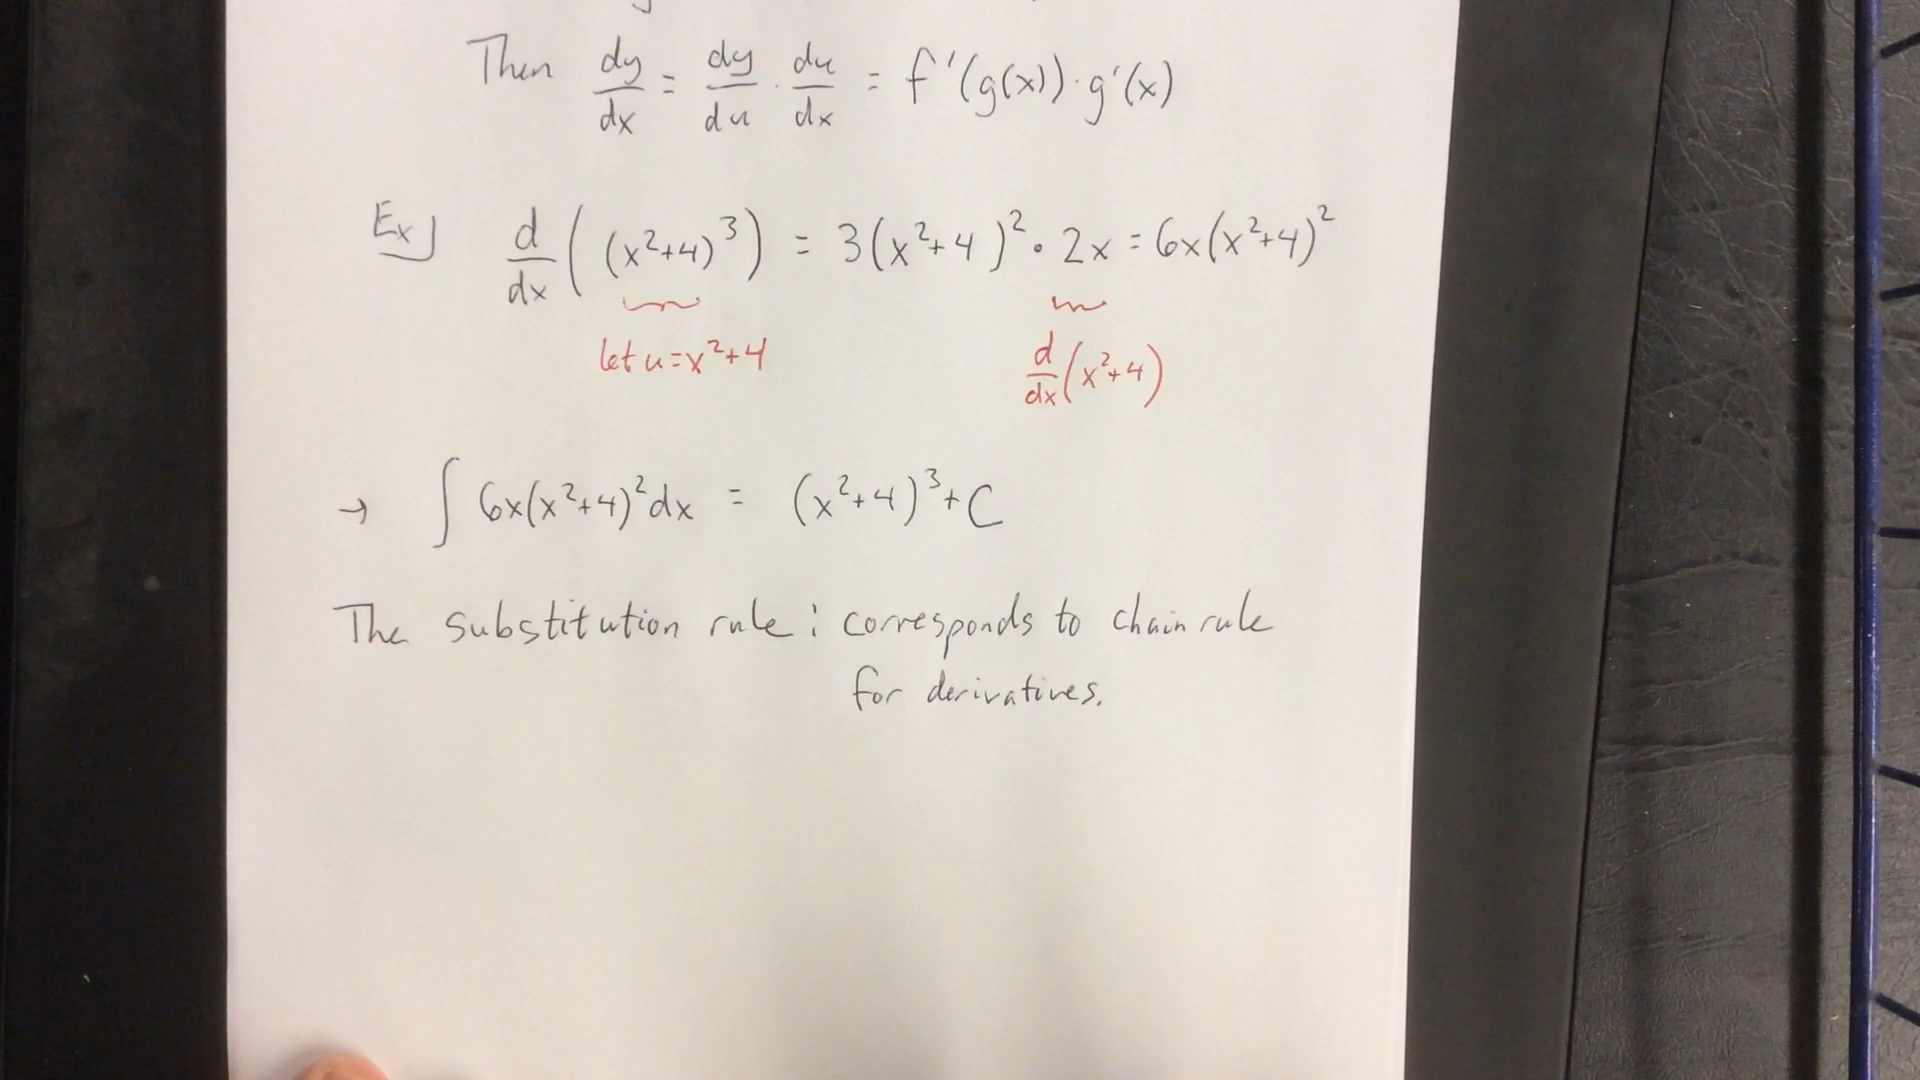 Then dy/dx = dy/du · du/dx = f'(g(x))·g'(x)
Ex] d/dx((x²+4)³) = 3(x²+4)²·2x = 6x(x²+4)²
let u=x²+4
d/dx(x²+4)
→ ∫6x(x²+4)²dx = (x²+4)³+C
The substitution rule: corresponds to chain rule
for derivatives.